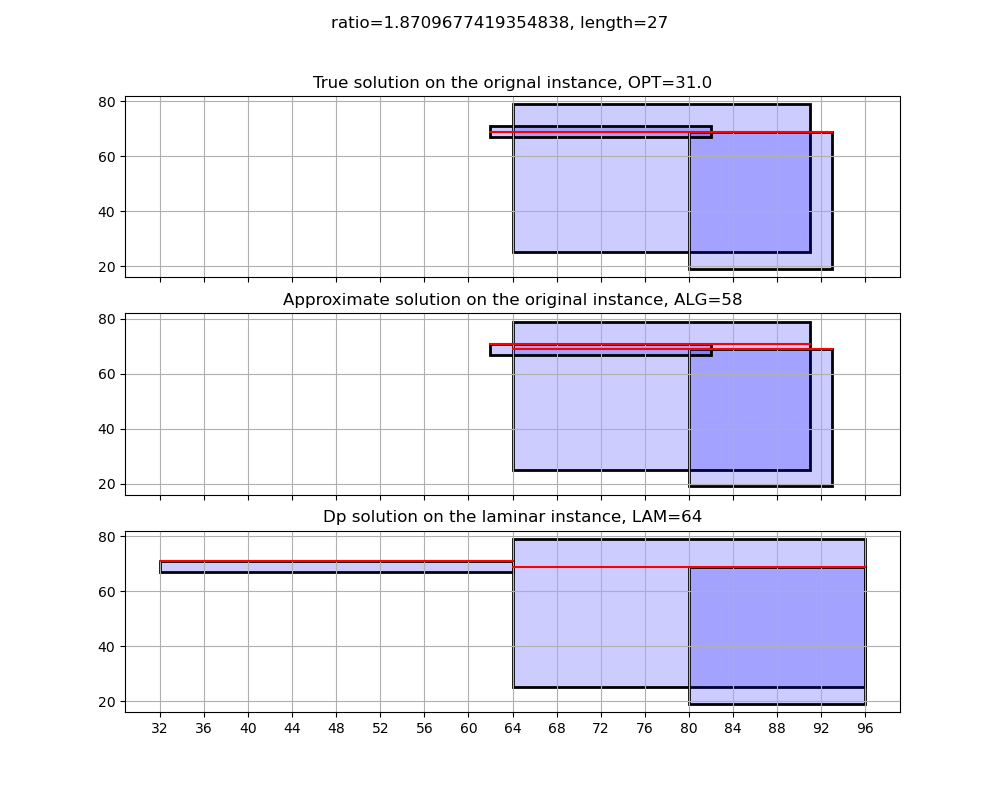 ratio=1.8709677419354838, length=27
True solution on the orignal instance, OPT=31.0
80
60
40
20
Approximate solution on the original instance, ALG=58
80
60
40
20
Dp solution on the laminar instance, LAM=64
80
60
40
20
32 36 40 44 48 52 56 60 64 68 72 76 80 84 88 92 96